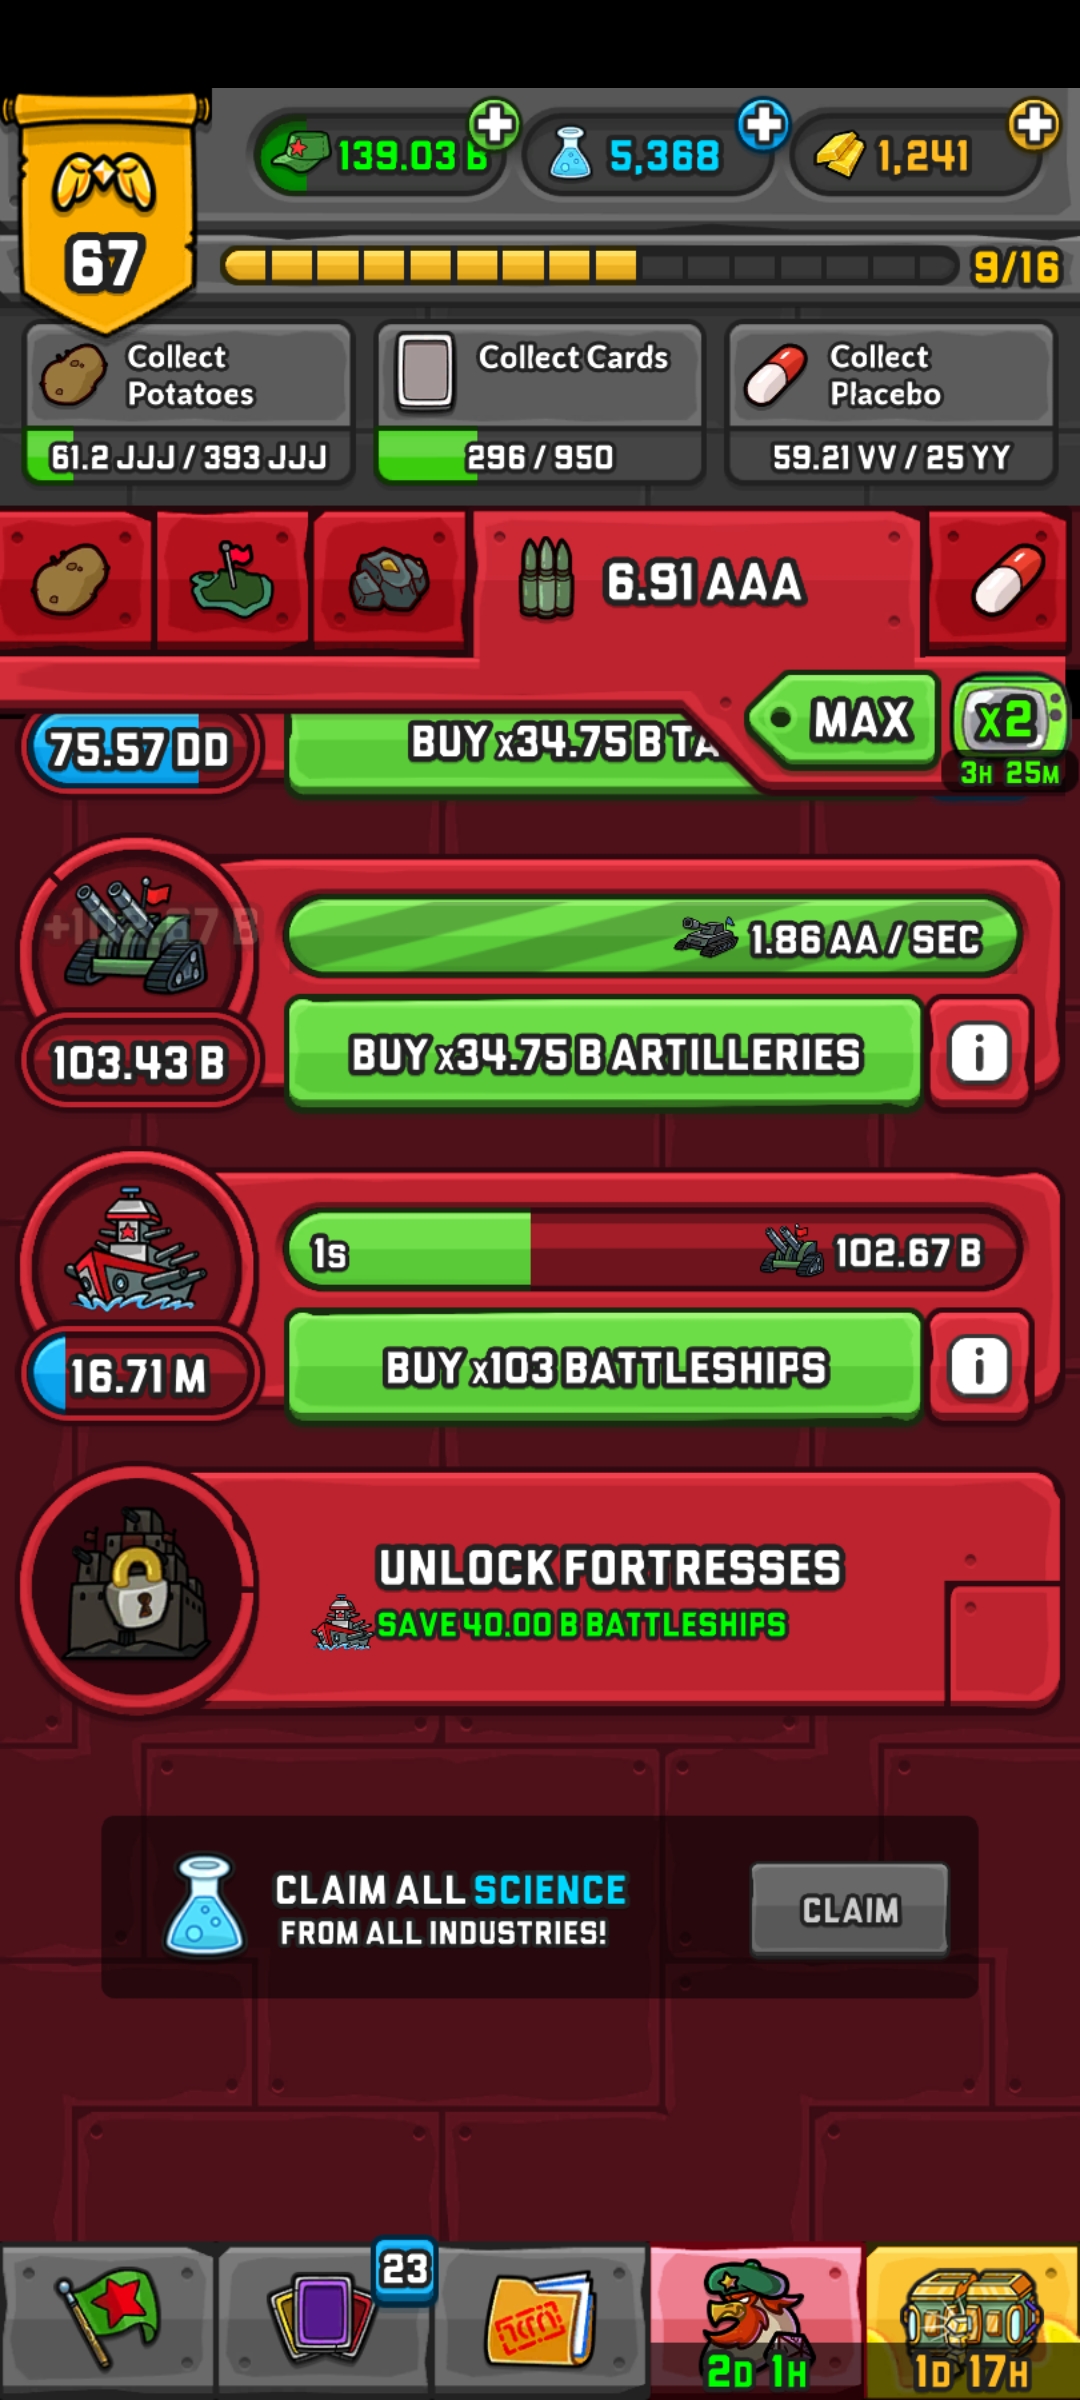 139.03 B
5,368
1,241
67
9/16
Collect
Potatoes
61.2 JJJ / 393 JJJ
Collect Cards
296 / 950
Collect
Placebo
59.21 VV / 25 YY
6.91 AAA
MAX
x2
3H 25M
75.57 DD
BUY x34.75 B
1.86 AA / SEC
103.43 B
BUY x34.75 B ARTILLERIES
i
1s
102.67 B
16.71 M
BUY x103 BATTLESHIPS
i
UNLOCK FORTRESSES
SAVE 40.00 B BATTLESHIPS
CLAIM ALL SCIENCE
FROM ALL INDUSTRIES!
CLAIM
23
2D 1H
1D 17H